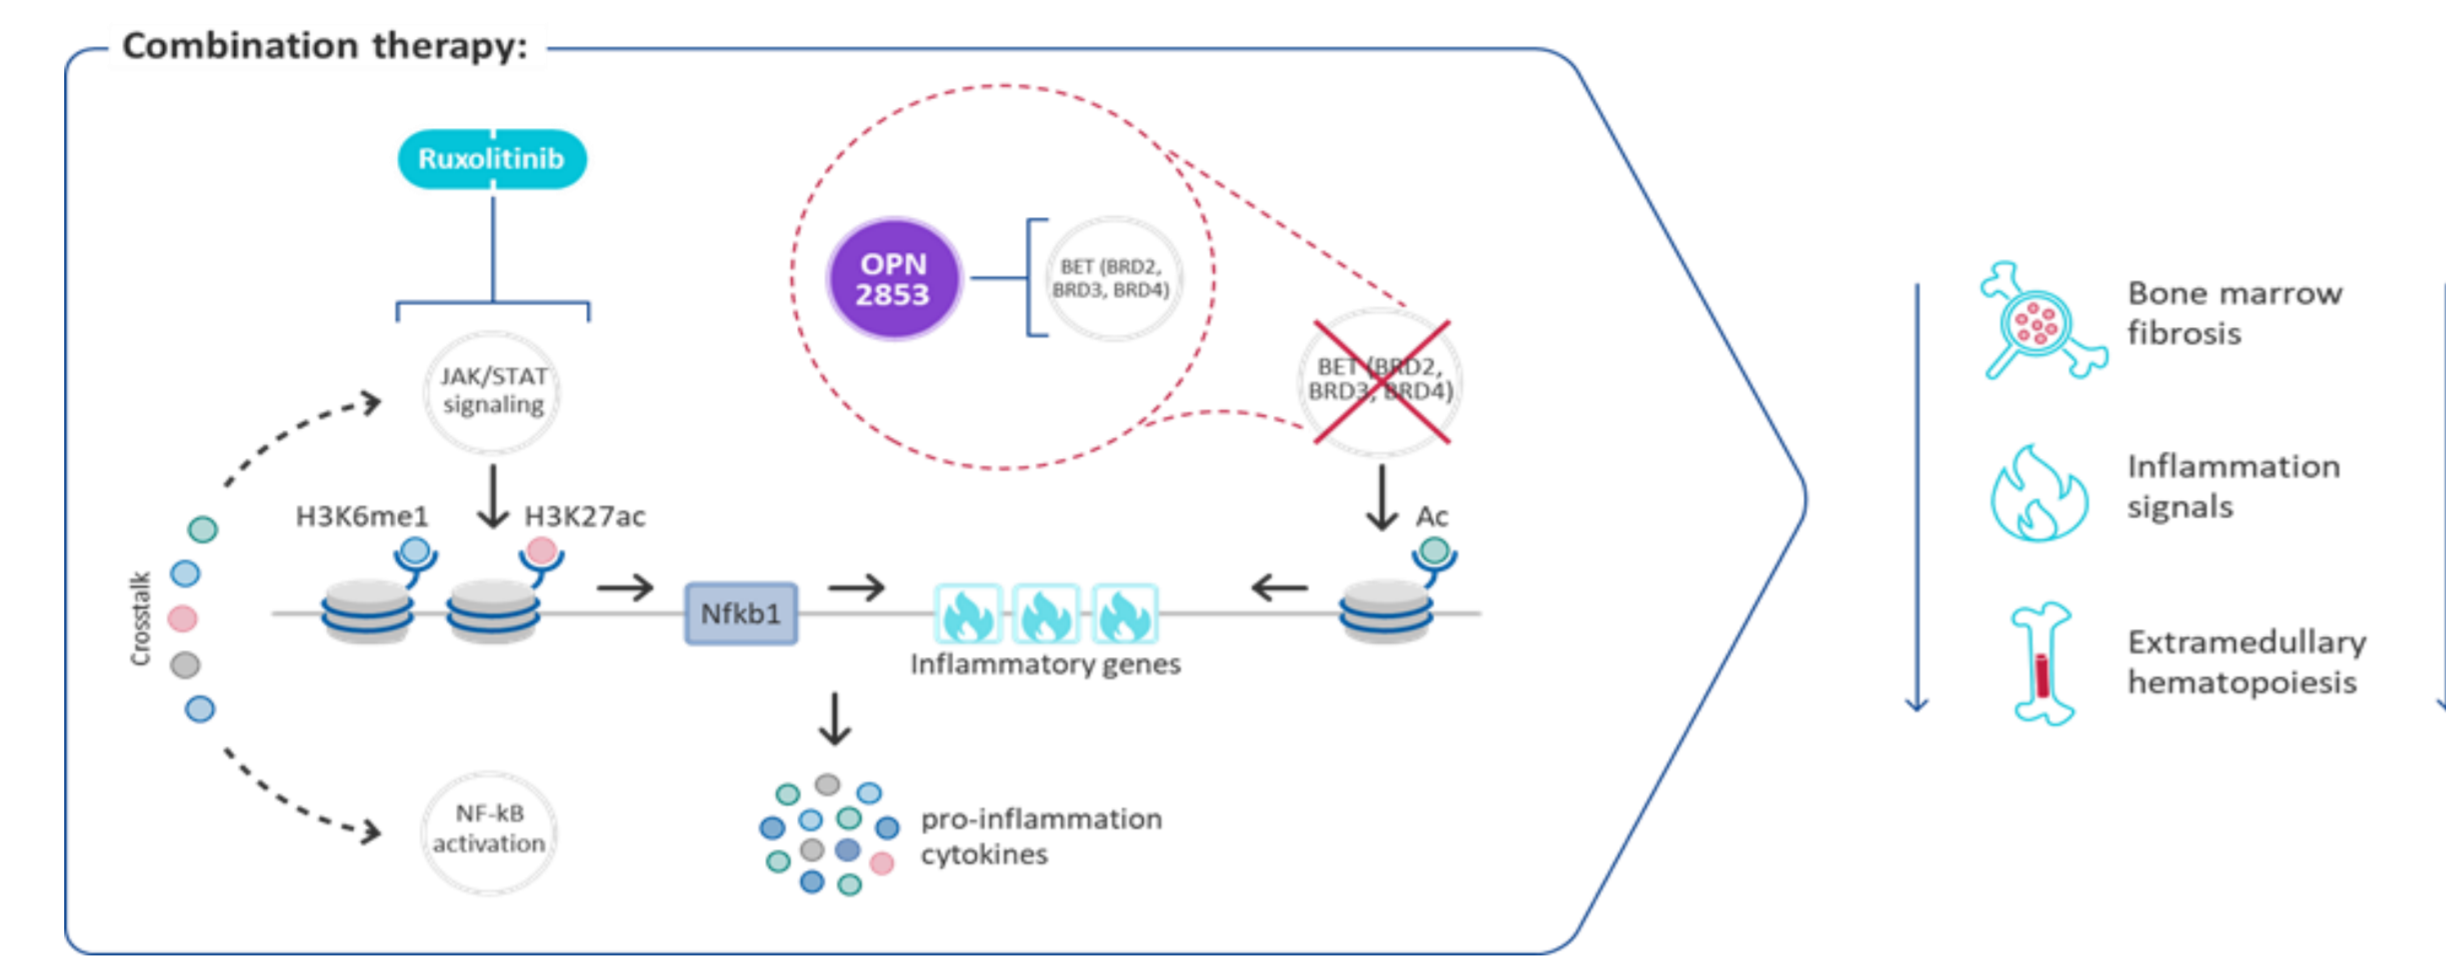 Combination therapy:
Ruxolitinib
OPN
2853
BET (BRD2,
BRD3, BRD4)
JAK/STAT
signaling
BET (BRD2,
BRD3, BRD4)
H3K6me1
H3K27ac
Ac
Crosstalk
Nfkb1
Inflammatory genes
NF-kB
activation
pro-inflammation
cytokines
Bone marrow
fibrosis
Inflammation
signals
Extramedullary
hematopoiesis